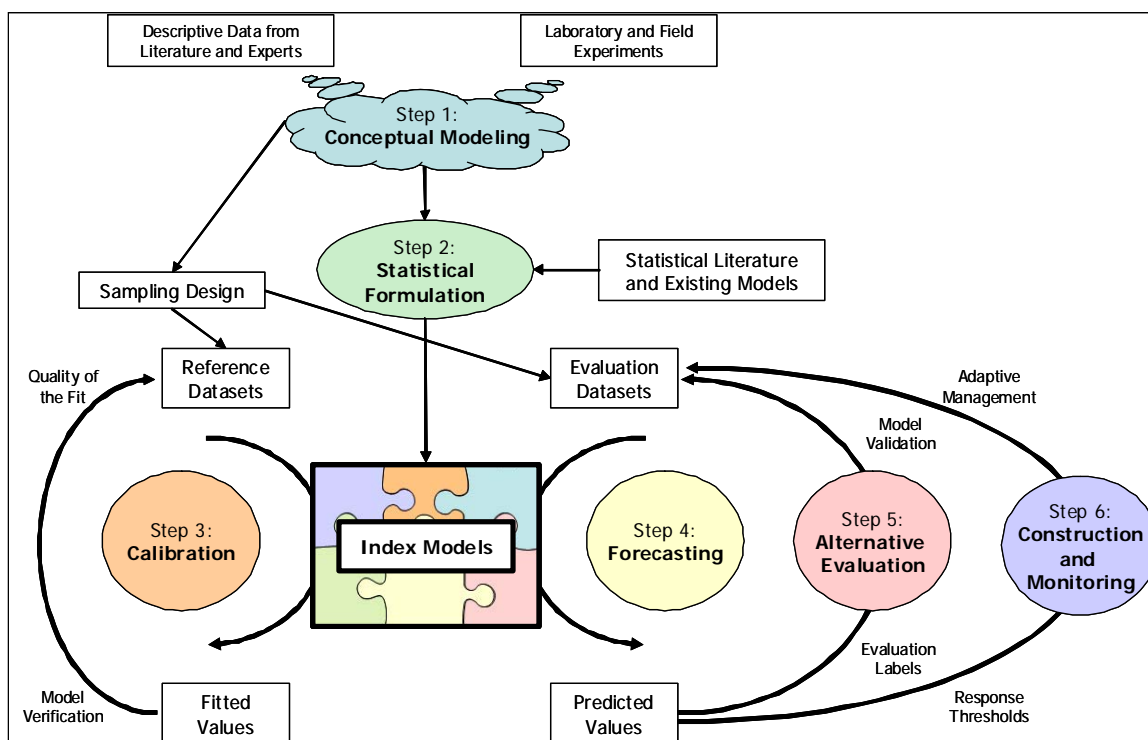 Descriptive Data from
Literature and Experts
Laboratory and Field
Experiments
Step 1:
Conceptual Modeling
Step 2:
Statistical
Formulation
Statistical Literature
and Existing Models
Sampling Design
Quality of
the Fit
Reference
Datasets
Evaluation
Datasets
Adaptive
Management
Model
Validation
Step 3:
Calibration
Index Models
Step 4:
Forecasting
Step 5:
Alternative
Evaluation
Step 6:
Construction
and
Monitoring
Model
Verification
Fitted
Values
Predicted
Values
Evaluation
Labels
Response
Thresholds